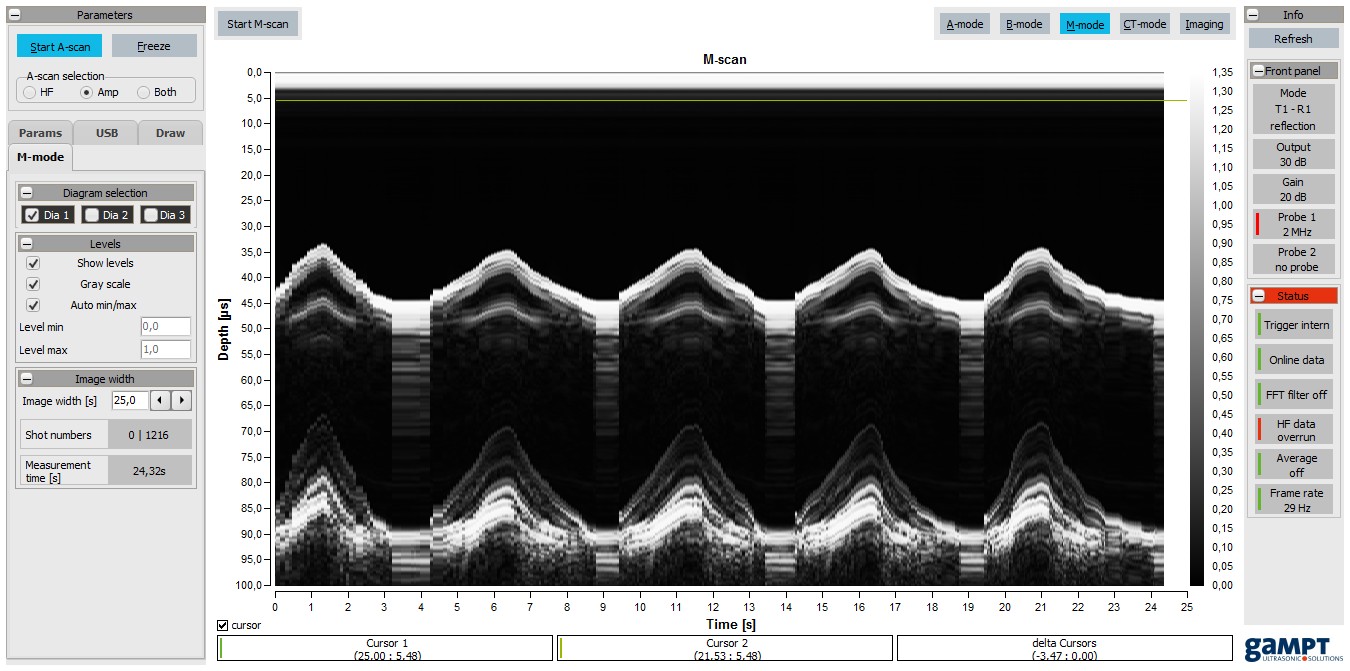 Parameters
Start A-scan
Freeze
A-scan selection
HF
Amp
Both
Params
USB
Draw
M-mode
Diagram selection
Dia 1
Dia 2
Dia 3
Levels
Show levels
Gray scale
Auto min/max
Level min
0,0
Level max
1,0
Image width
Image width [s]
25,0
Shot numbers
0 | 1216
Measurement
time [s]
24,32s
Start M-scan
A-mode
B-mode
M-mode
CT-mode
Imaging
M-scan
Depth [µs]
0,0
5,0
10,0
15,0
20,0
25,0
30,0
35,0
40,0
45,0
50,0
55,0
60,0
65,0
70,0
75,0
80,0
85,0
90,0
95,0
100,0
0 1 2 3 4 5 6 7 8 9 10 11 12 13 14 15 16 17 18 19 20 21 22 23 24 25
Time [s]
1,35
1,30
1,25
1,20
1,15
1,10
1,05
1,00
0,95
0,90
0,85
0,80
0,75
0,70
0,65
0,60
0,55
0,50
0,45
0,40
0,35
0,30
0,25
0,20
0,15
0,10
0,05
0,00
cursor
Cursor 1
(25,00 : 5,48)
Cursor 2
(21,53 : 5,48)
delta Cursors
(-3,47 : 0,00)
Info
Refresh
Front panel
Mode
T1 - R1
reflection
Output
30 dB
Gain
20 dB
Probe 1
2 MHz
Probe 2
no probe
Status
Trigger intern
Online data
FFT filter off
HF data
overrun
Average
off
Frame rate
29 Hz
GAMPT
ULTRASONIC SOLUTIONS